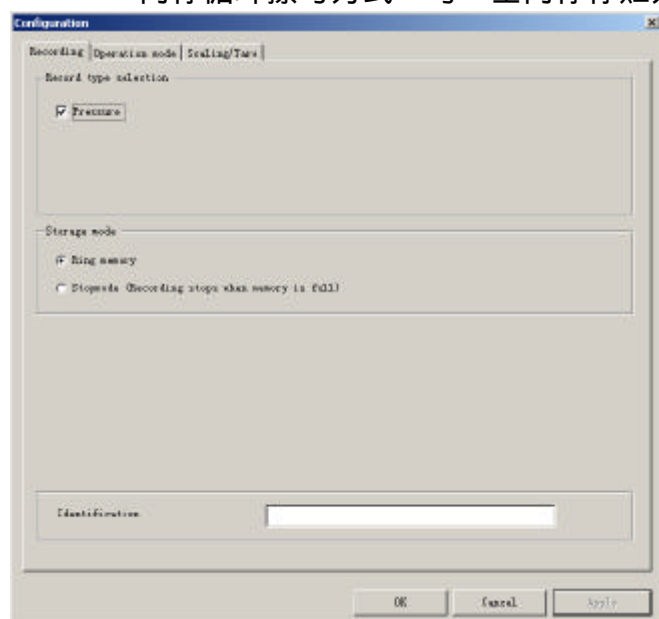 Configuration
Recording Operation mode Scaling/Tare
Record type selection
Pressure
Storage mode
Ring memory
Stopmode (Recording stops when memory is full)
Identification
OK Cancel Apply